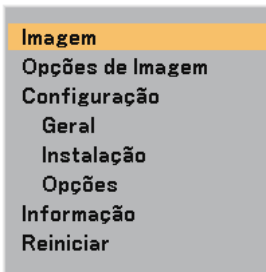 Imagem
Opções de Imagem
Configuração
Geral
Instalação
Opções
Informação
Reiniciar